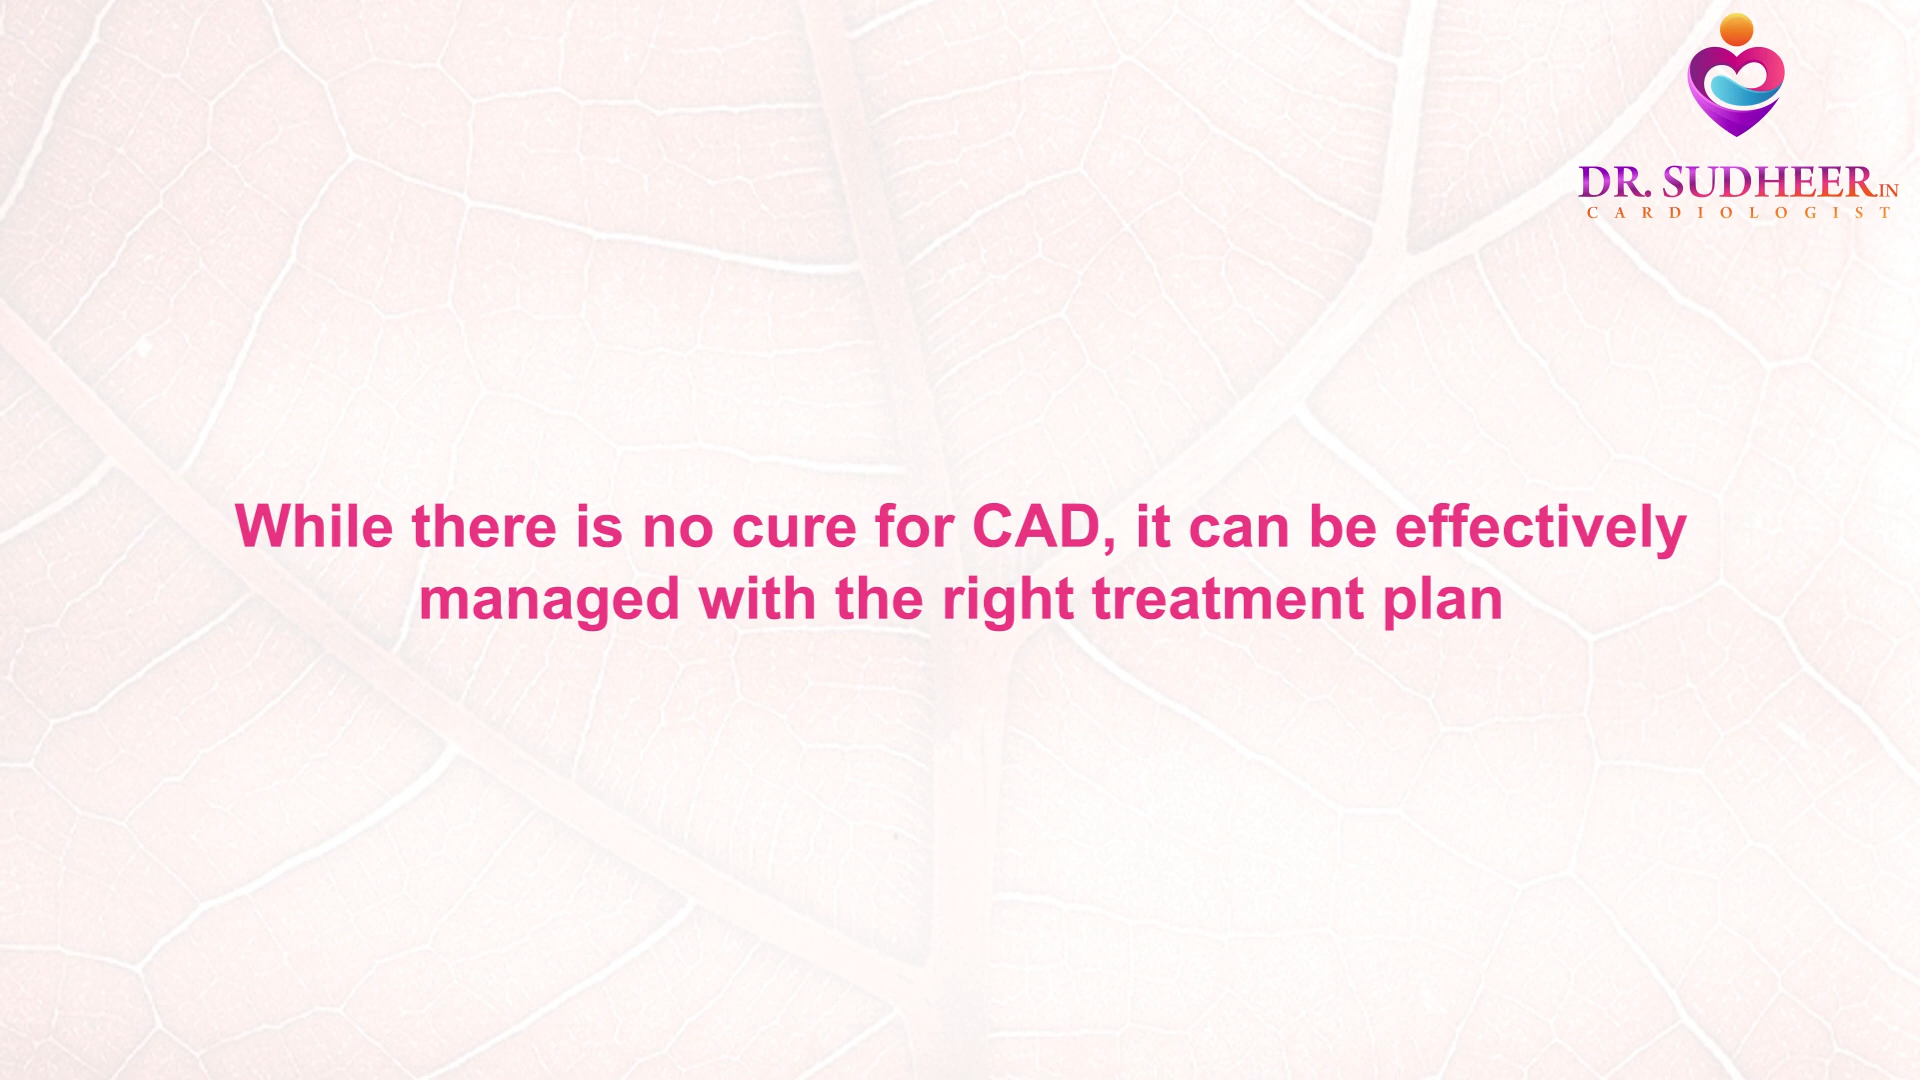 DR. SUDHEER.IN
CARDIOLOGIST
While there is no cure for CAD, it can be effectively
managed with the right treatment plan